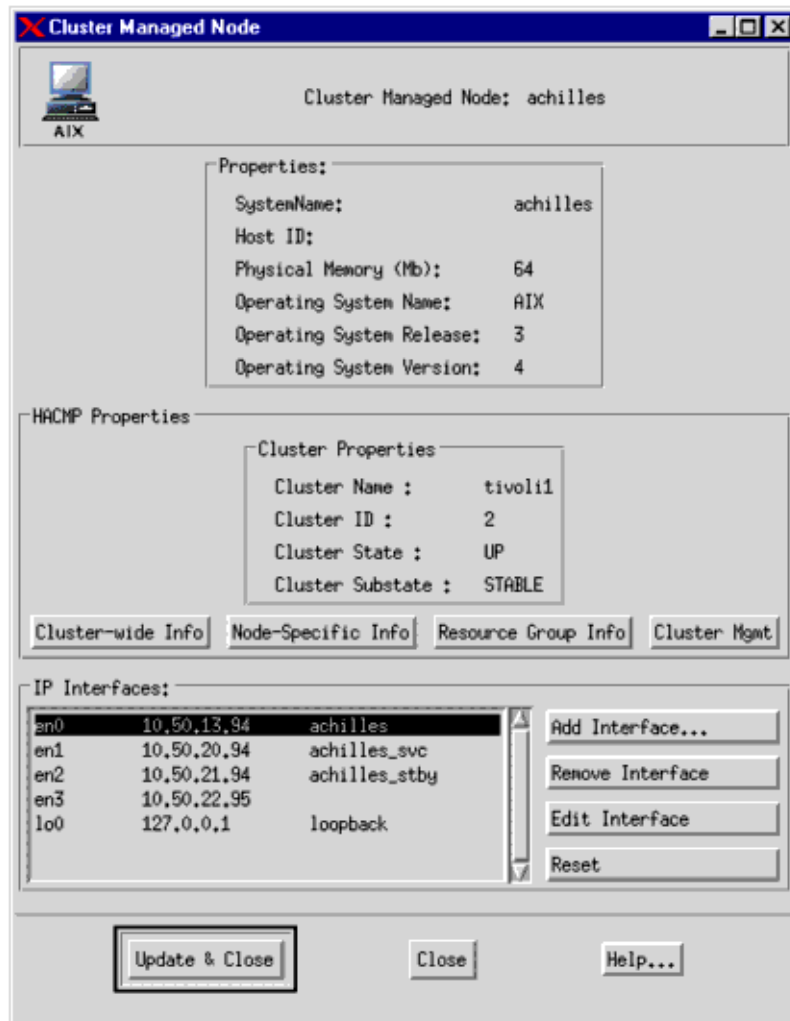 Cluster Managed Node
AIX
Cluster Managed Node: achilles
Properties:
SystemName: achilles
Host ID:
Physical Memory (Mb): 64
Operating System Name: AIX
Operating System Release: 3
Operating System Version: 4
HACMP Properties
Cluster Properties
Cluster Name : tivoli1
Cluster ID : 2
Cluster State : UP
Cluster Substate : STABLE
Cluster-wide Info Node-Specific Info Resource Group Info Cluster Mgmt
IP Interfaces:
en0 10.50.13.94 achilles
en1 10.50.20.94 achilles_svc
en2 10.50.21.94 achilles_stby
en3 10.50.22.95
lo0 127.0.0.1 loopback
Add Interface...
Remove Interface
Edit Interface
Reset
Update & Close Close Help...